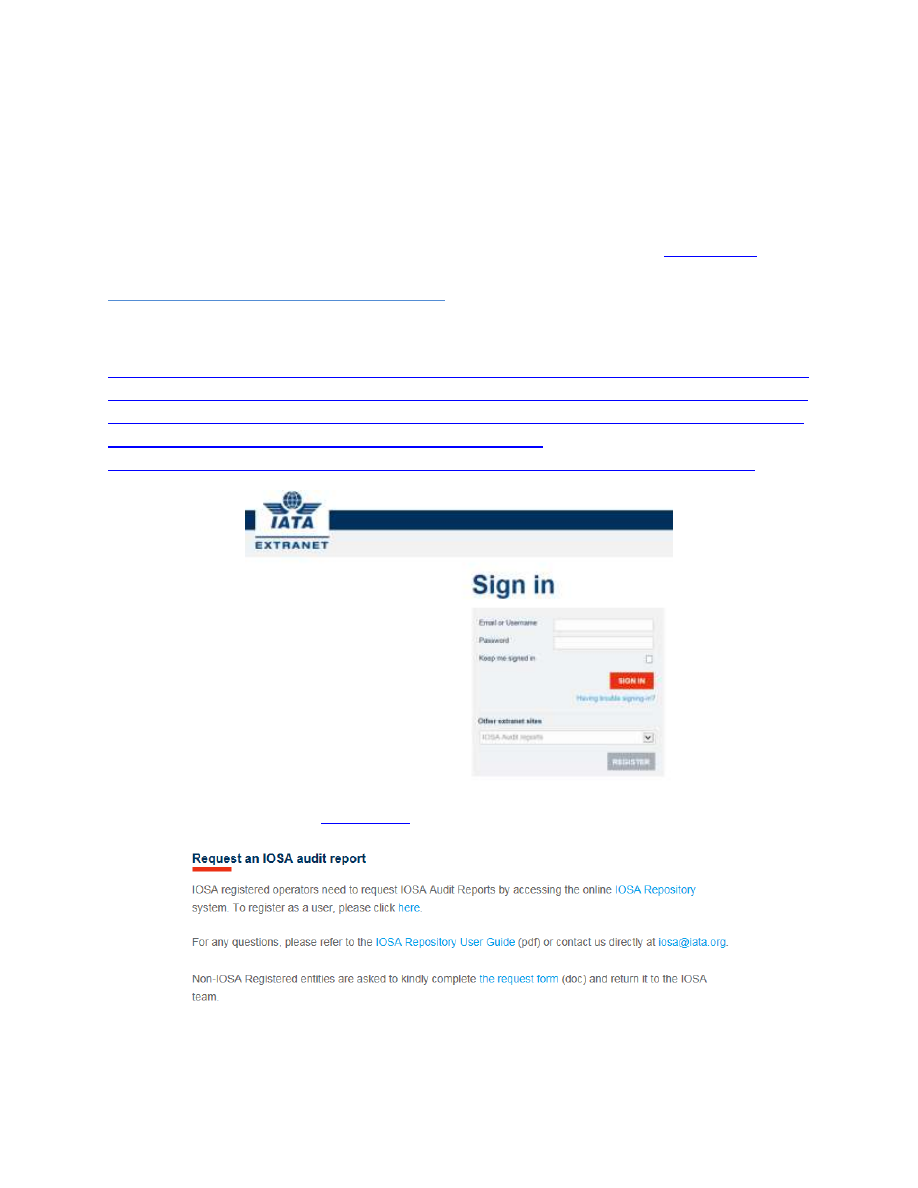 IATA
EXTRANET
Sign in
Email or Username
Password
Keep me signed in
SIGN IN
Having trouble signing in?
Other extranet sites
IOSA Audit reports
REGISTER
Request an IOSA audit report
IOSA registered operators need to request IOSA Audit Reports by accessing the online IOSA Repository
system. To register as a user, please click here.
For any questions, please refer to the IOSA Repository User Guide (pdf) or contact us directly at iosa@iata.org.
Non-IOSA Registered entities are asked to kindly complete the request form (doc) and return it to the IOSA
team.